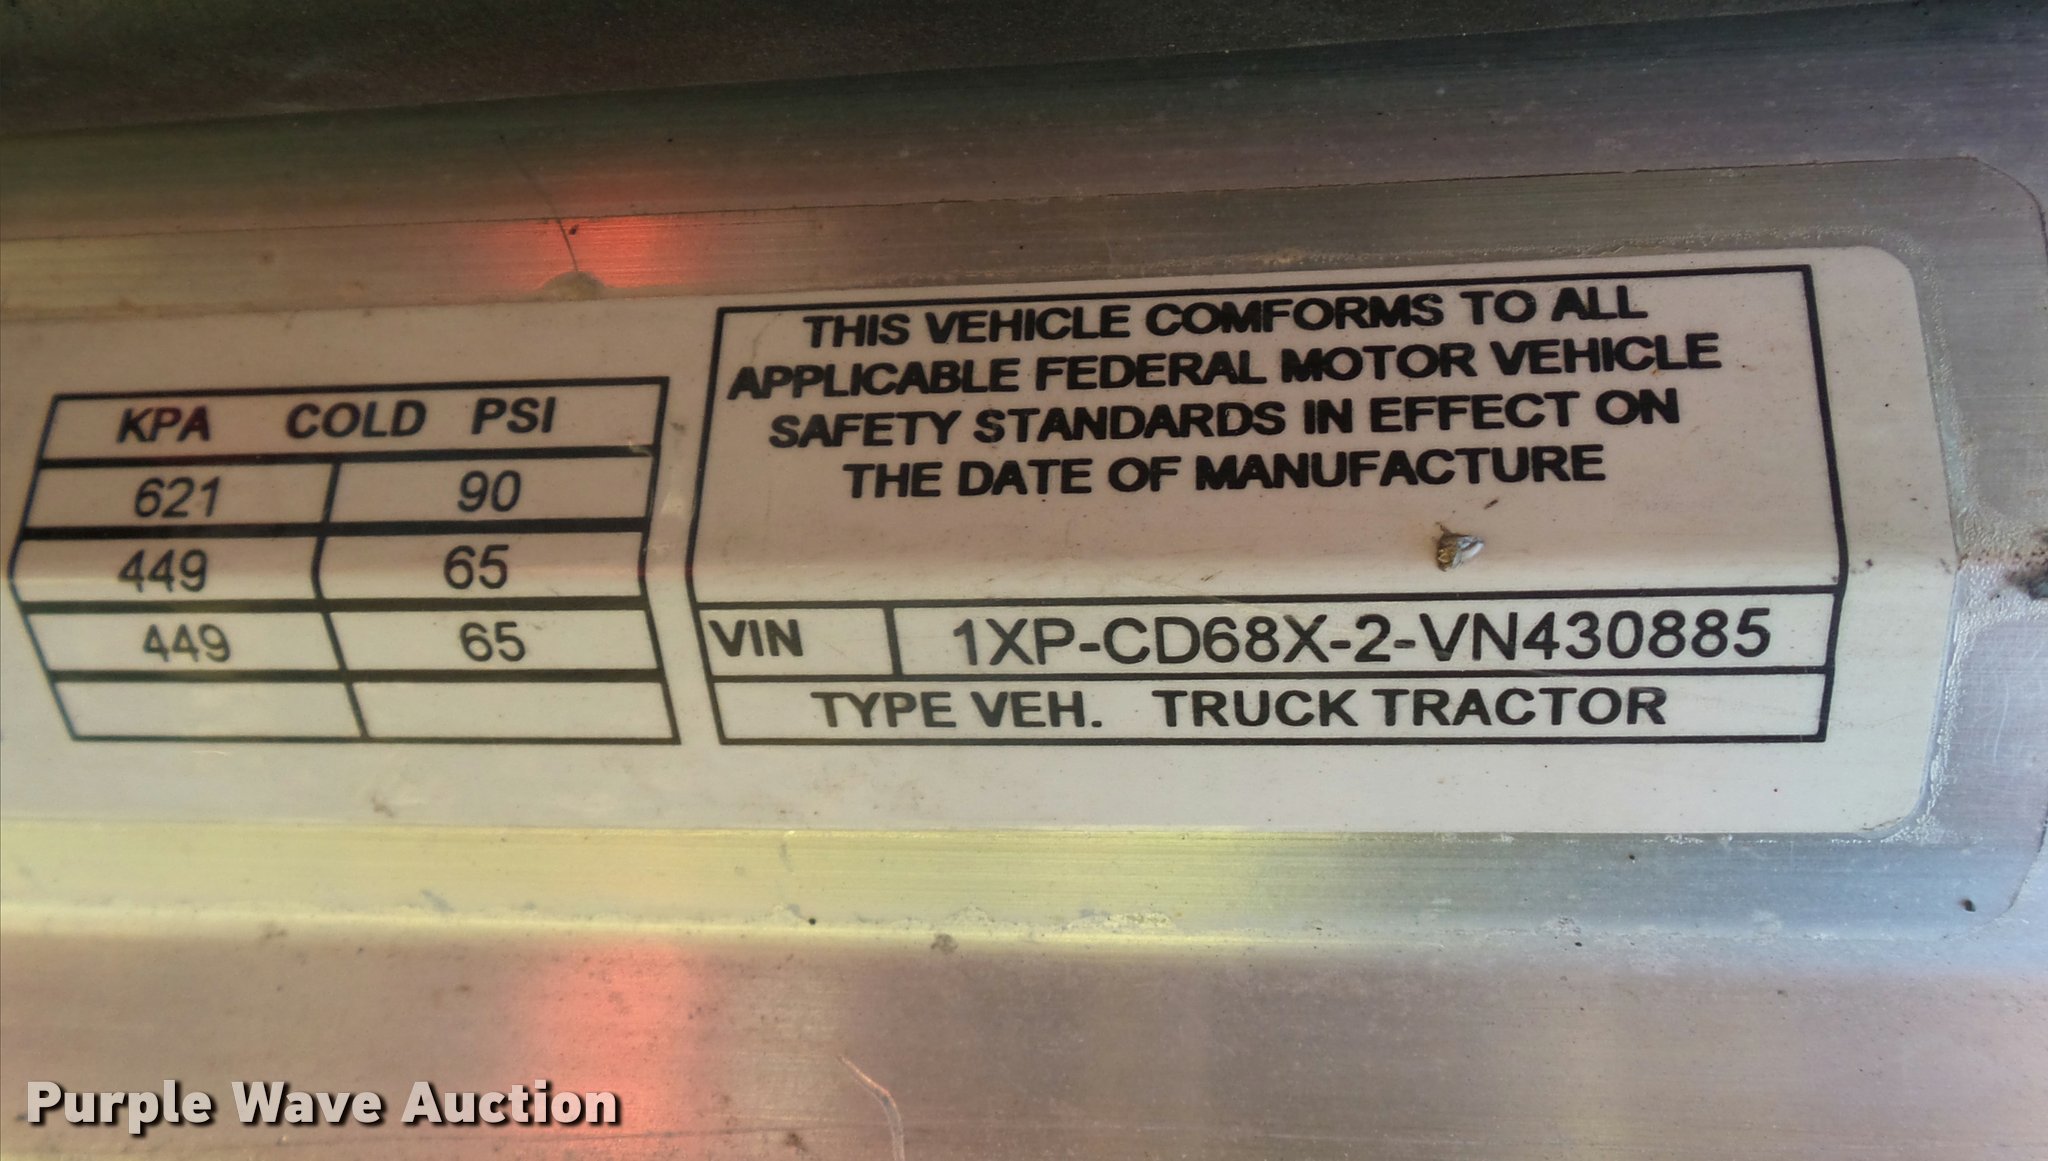 KPA COLD PSI
621 90
449 65
449 65
THIS VEHICLE COMFORMS TO ALL
APPLICABLE FEDERAL MOTOR VEHICLE
SAFETY STANDARDS IN EFFECT ON
THE DATE OF MANUFACTURE
VIN 1XP-CD68X-2-VN430885
TYPE VEH. TRUCK TRACTOR
Purple Wave Auction